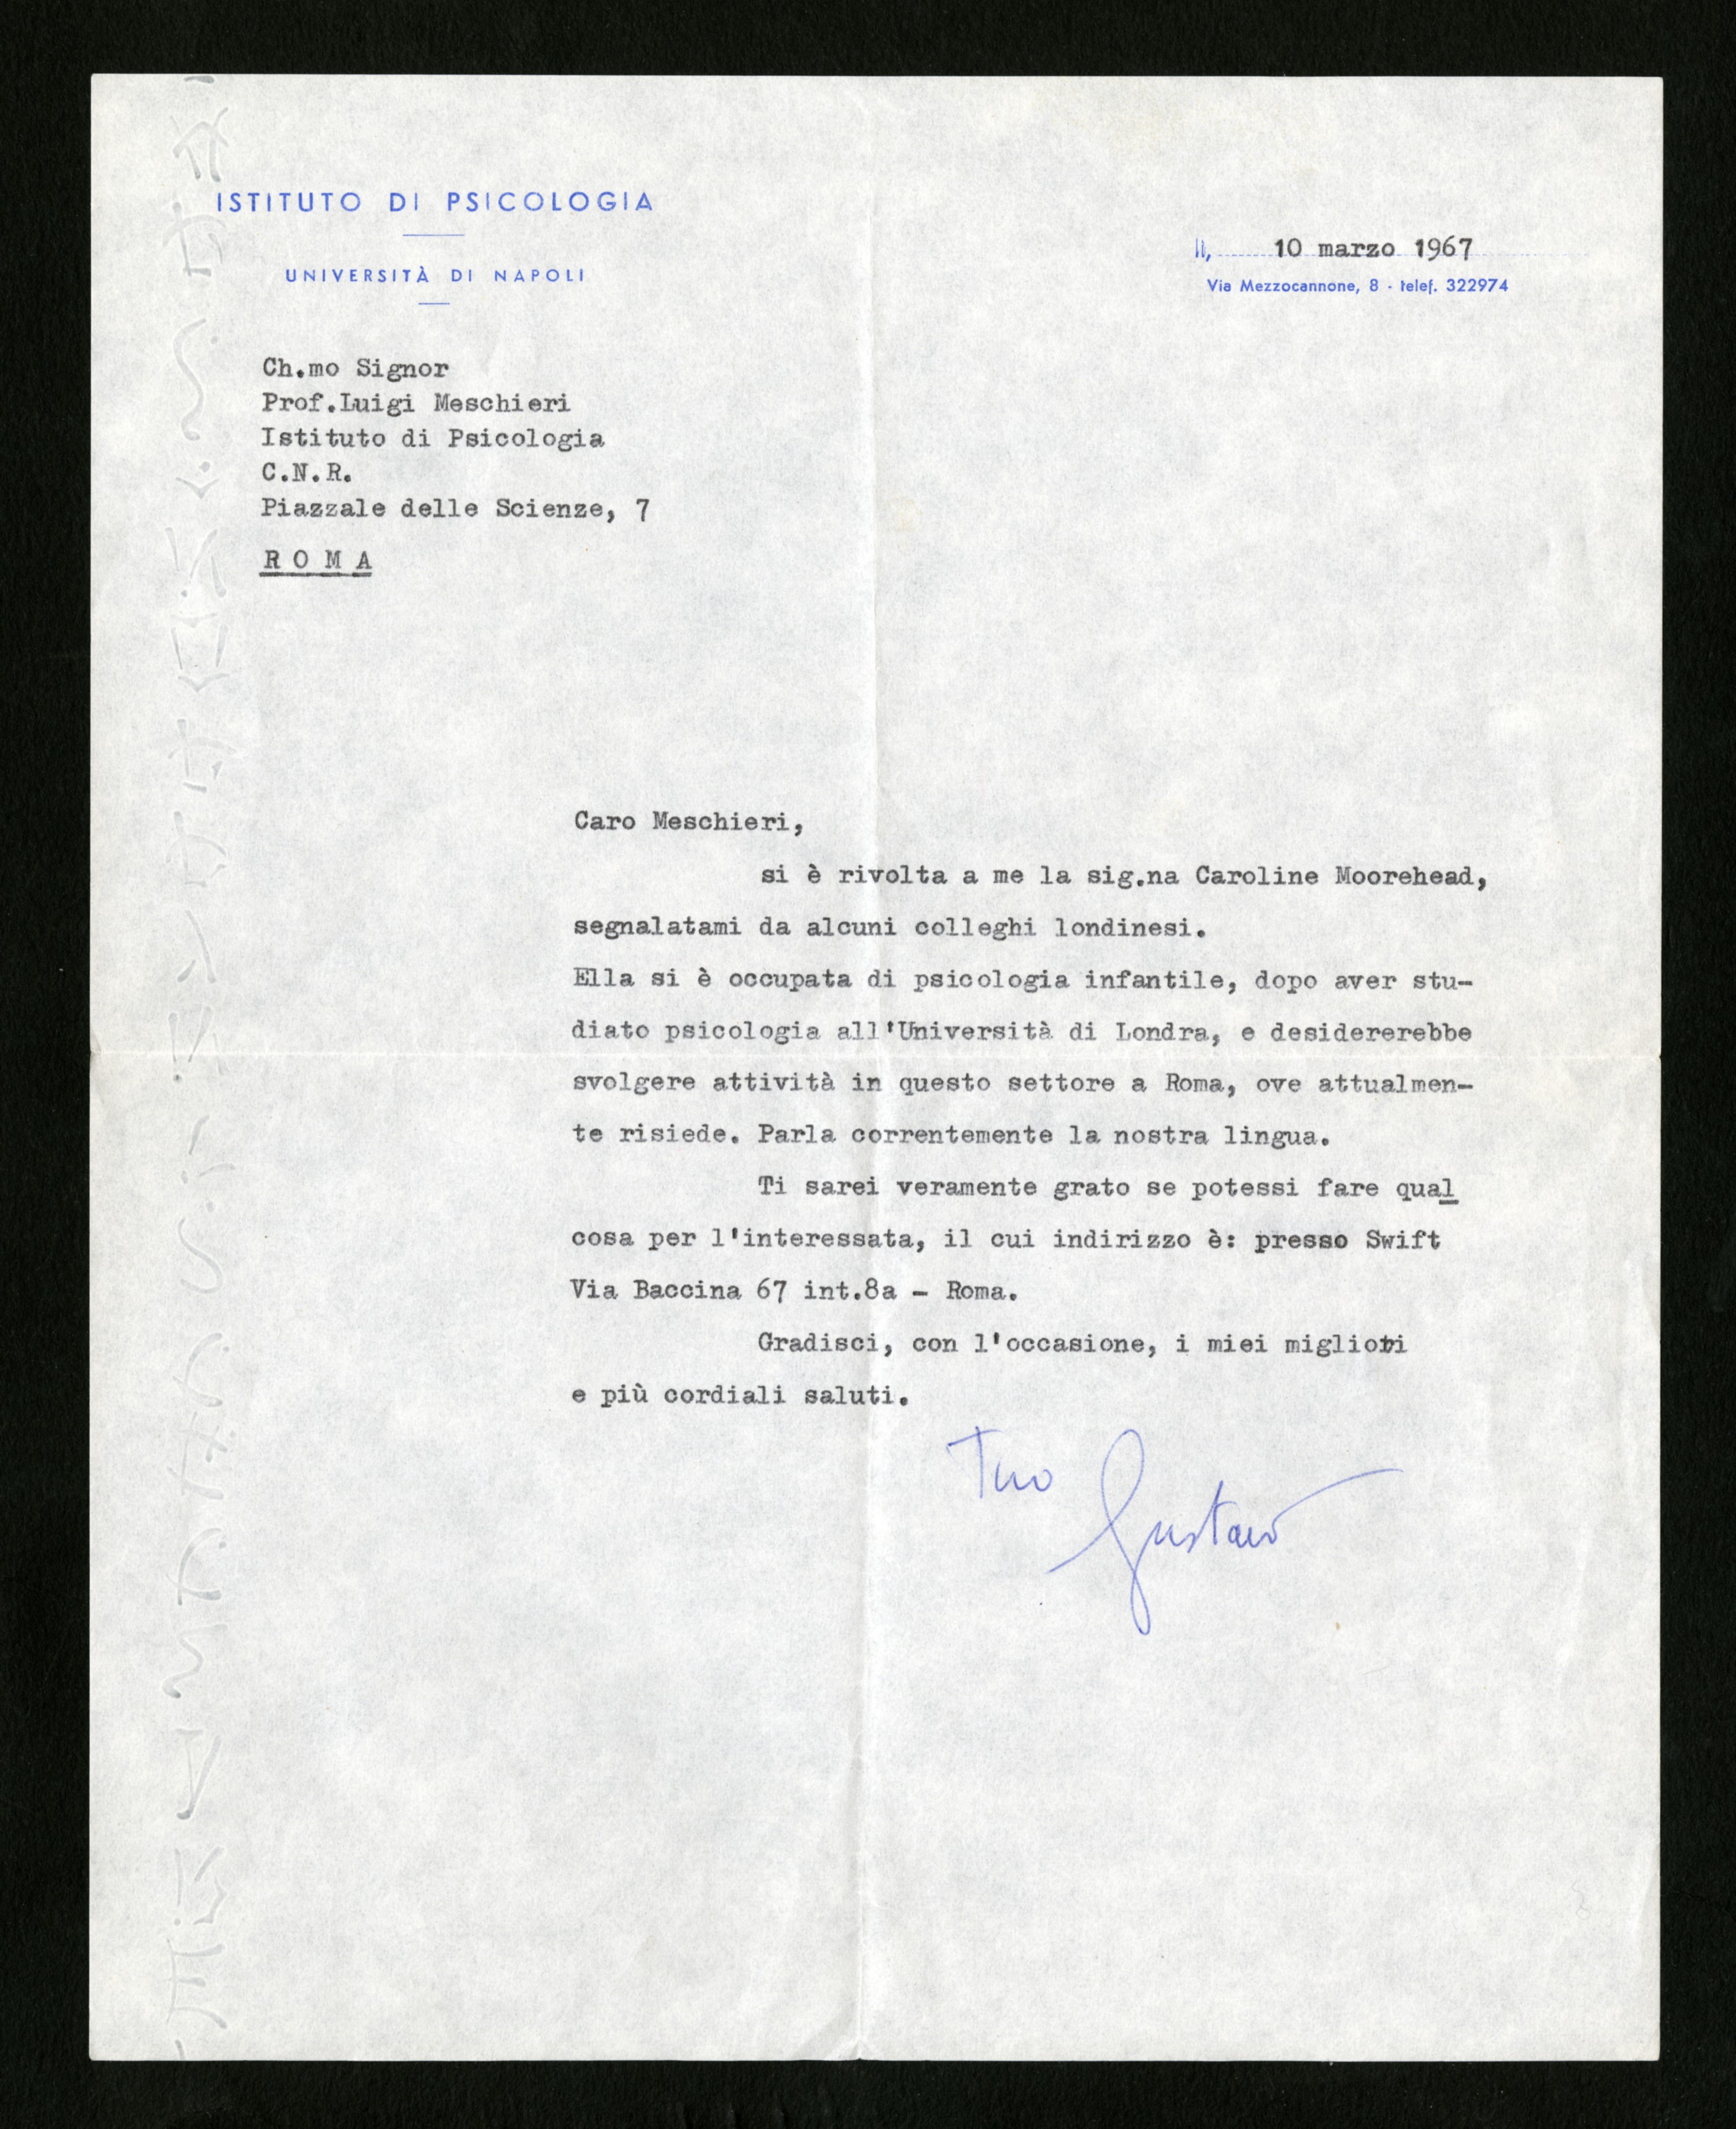 ISTITUTO DI PSICOLOGIA
UNIVERSITÀ DI NAPOLI
lì, 10 marzo 1967
Via Mezzocannone, 8 - telef. 322974
Ch.mo Signor
Prof.Luigi Meschieri
Istituto di Psicologia
C.N.R.
Piazzale delle Scienze, 7
R O M A
Caro Meschieri,
si è rivolta a me la sig.na Caroline Moorehead,
segnalatami da alcuni colleghi londinesi.
Ella si è occupata di psicologia infantile, dopo aver stu-
diato psicologia all'Università di Londra, e desidererebbe
svolgere attività in questo settore a Roma, ove attualmen-
te risiede. Parla correntemente la nostra lingua.
Ti sarei veramente grato se potessi fare qual
cosa per l'interessata, il cui indirizzo è: presso Swift
Via Baccina 67 int.8a - Roma.
Gradisci, con l'occasione, i miei migliori
e più cordiali saluti.
Tuo Gustavo